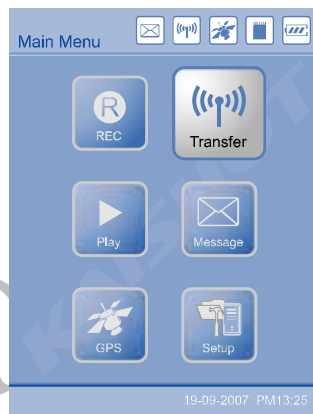 Main Menu
R
REC
Transfer
Play
Message
GPS
Setup
19-09-2007 PM13:25